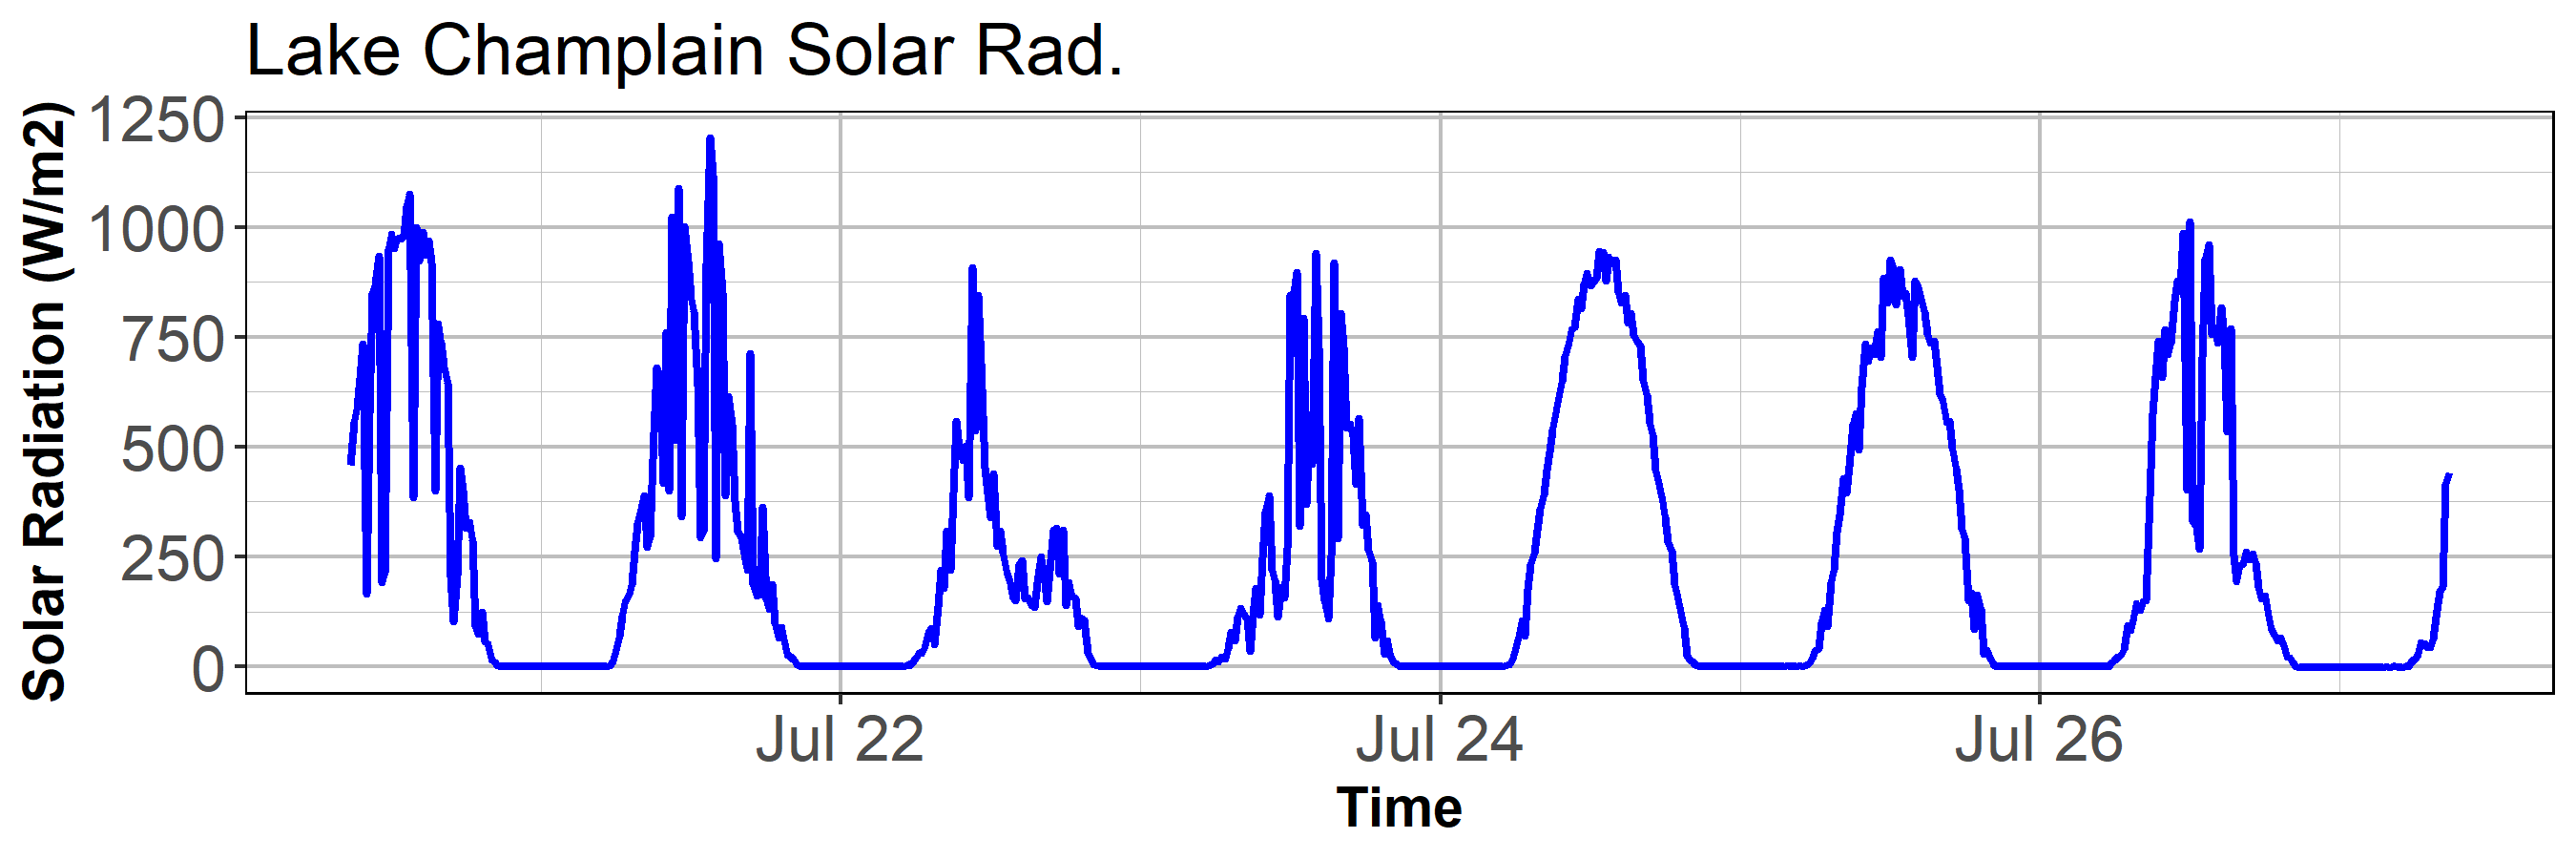 Lake Champlain Solar Rad.
Solar Radiation (W/m2)
1250
1000
750
500
250
0
Jul 22
Jul 24
Jul 26
Time